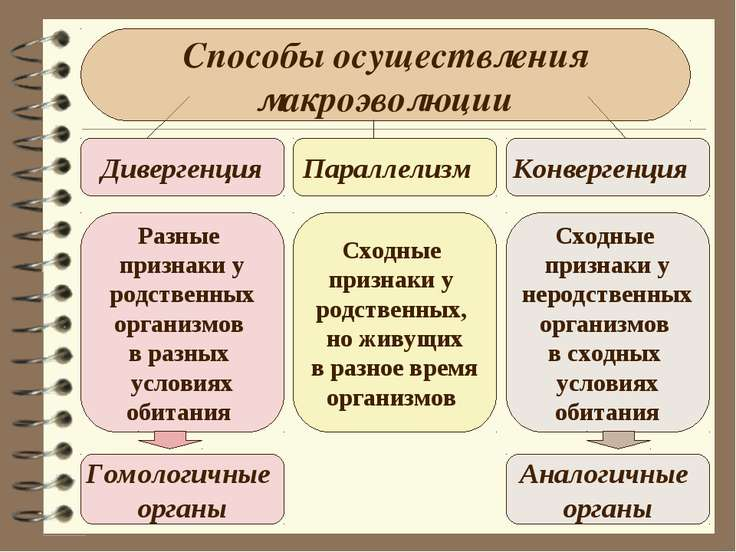 Способы осуществления
макроэволюции
Дивергенция
Параллелизм
Конвергенция
Разные
признаки у
родственных
организмов
в разных
условиях
обитания
Сходные
признаки у
родственных,
но живущих
в разное время
организмов
Сходные
признаки у
неродственных
организмов
в сходных
условиях
обитания
Гомологичные
органы
Аналогичные
органы